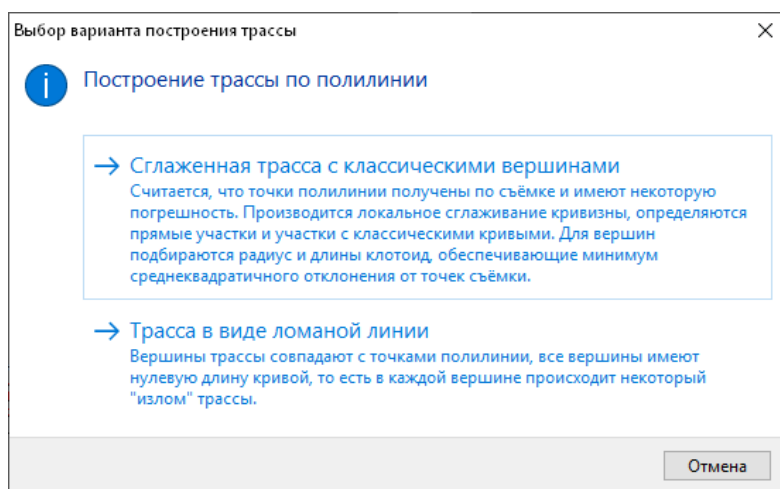 Выбор варианта построения трассы
Построение трассы по полилинии
Сглаженная трасса с классическими вершинами
Считается, что точки полилинии получены по съёмке и имеют некоторую
погрешность. Производится локальное сглаживание кривизны, определяются
прямые участки и участки с классическими кривыми. Для вершин
подбираются радиус и длины клотоид, обеспечивающие минимум
среднеквадратичного отклонения от точек съёмки.
Трасса в виде ломаной линии
Вершины трассы совпадают с точками полилинии, все вершины имеют
нулевую длину кривой, то есть в каждой вершине происходит некоторый
"излом" трассы.
Отмена